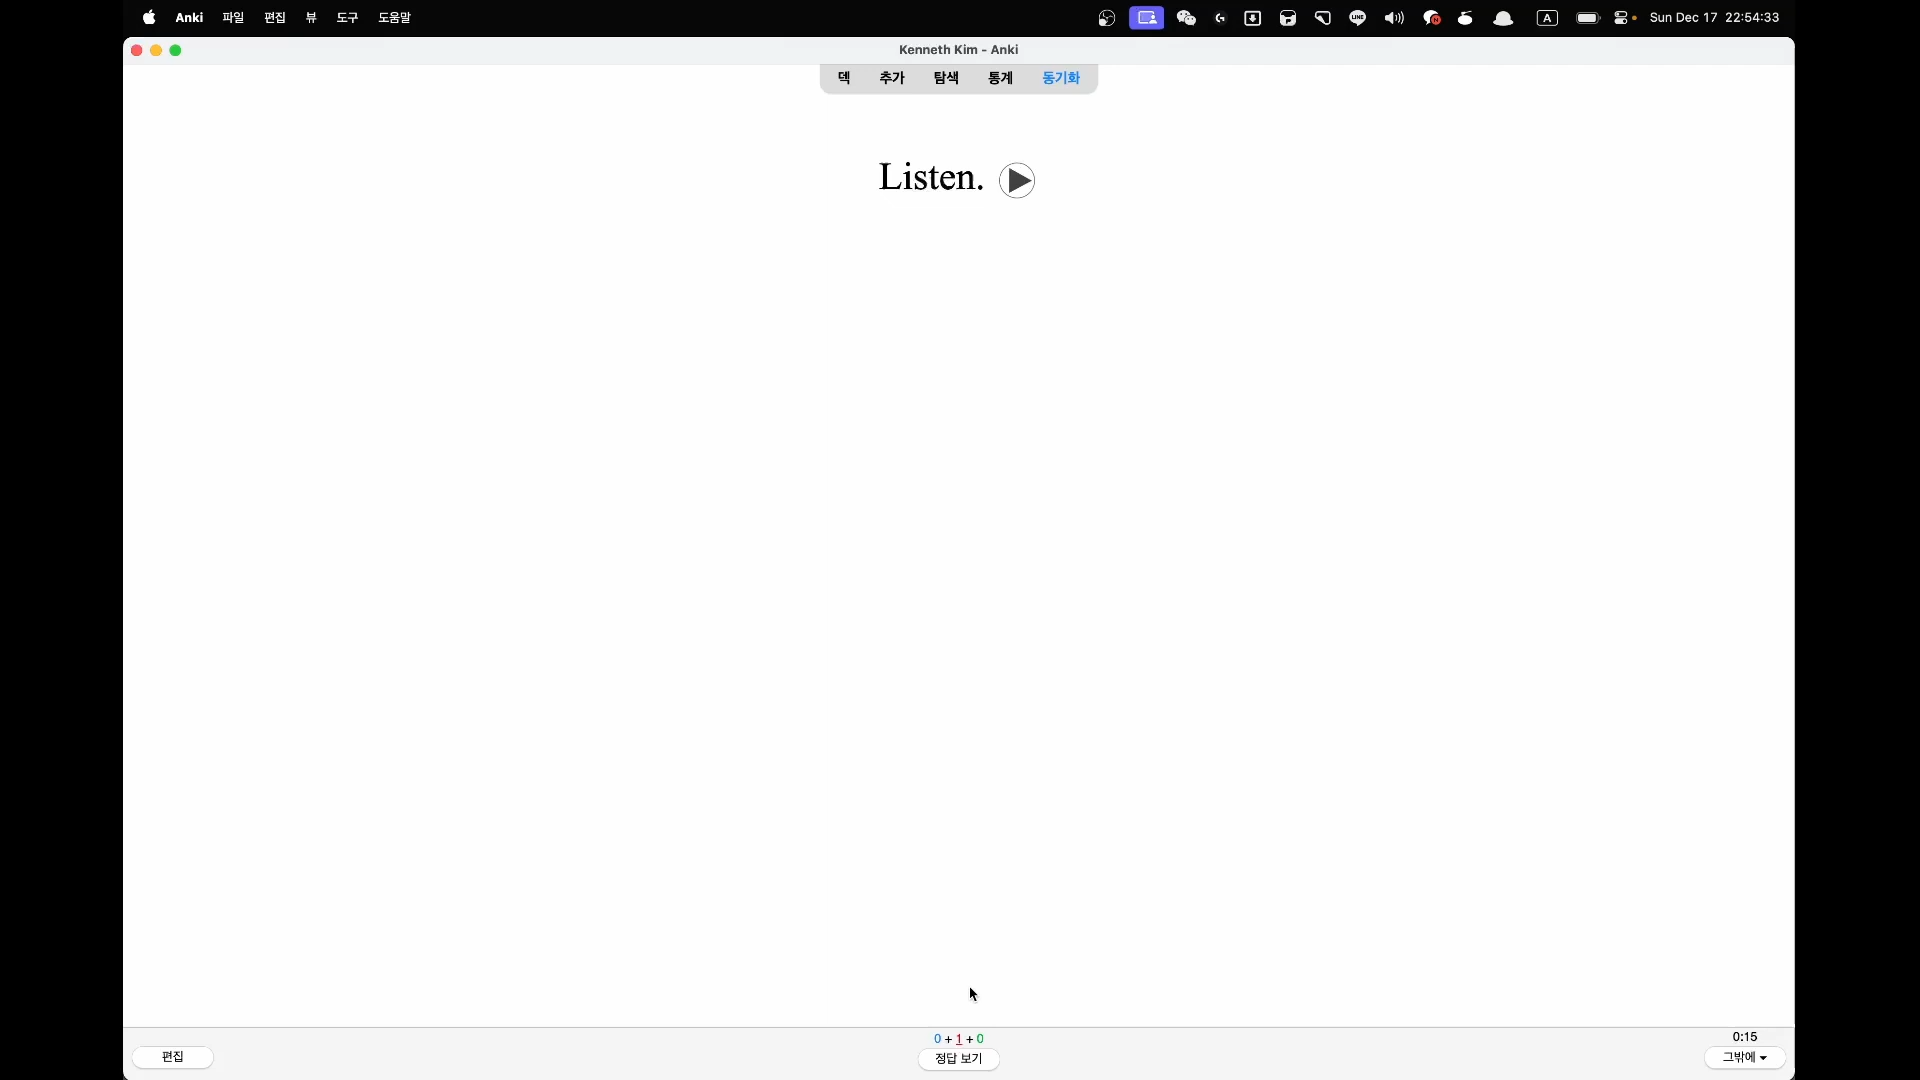 Anki 파일 편집 뷰 도구 도움말 LINE A Sun Dec 17 22:54:33
Kenneth Kim - Anki
덱 추가 탐색 통계 동기화
Listen.
0 + 1 + 0 0:15
편집 정답 보기 그밖에